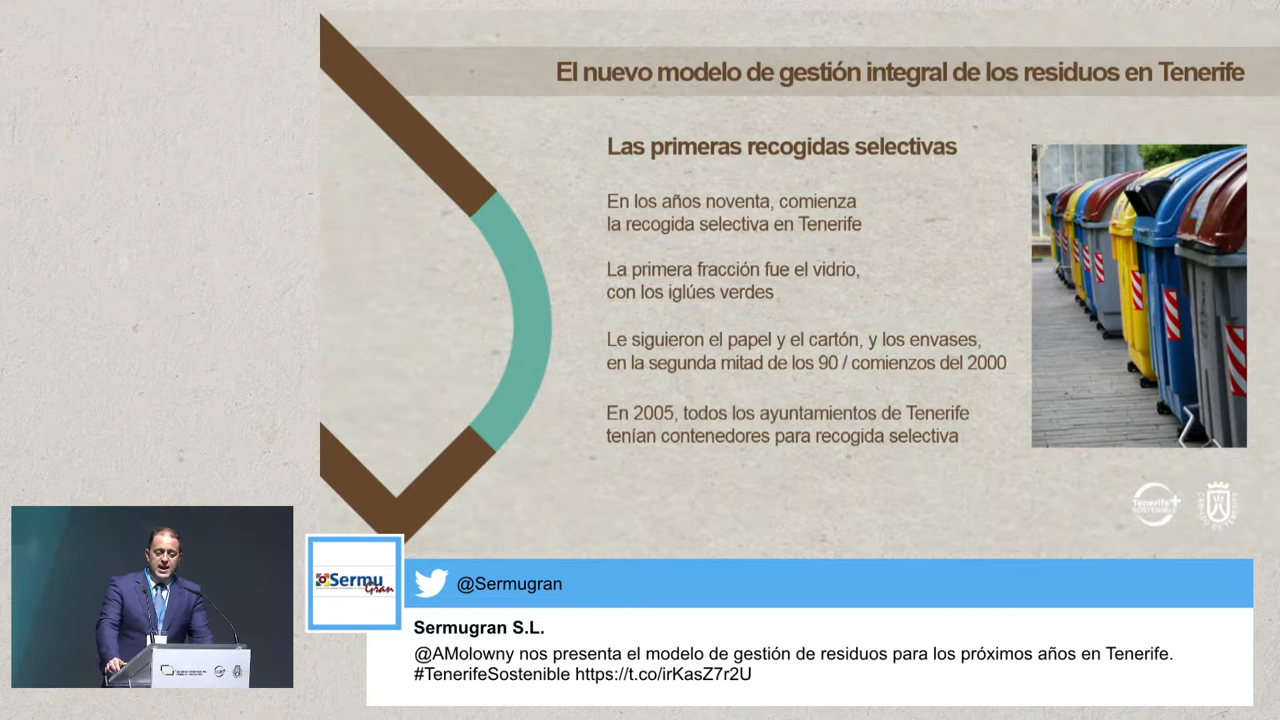 El nuevo modelo de gestión integral de los residuos en Tenerife
Las primeras recogidas selectivas
En los años noventa, comienza
la recogida selectiva en Tenerife
La primera fracción fue el vidrio,
con los iglúes verdes
Le siguieron el papel y el cartón, y los envases,
en la segunda mitad de los 90 / comienzos del 2000
En 2005, todos los ayuntamientos de Tenerife
tenían contenedores para recogida selectiva
Tenerife+
SOSTENIBLE
CABILDO DE TENERIFE
Sermu
Gran
@Sermugran
Sermugran S.L.
@AMolowny nos presenta el modelo de gestión de residuos para los próximos años en Tenerife.
#TenerifeSostenible https://t.co/irKasZ7r2U